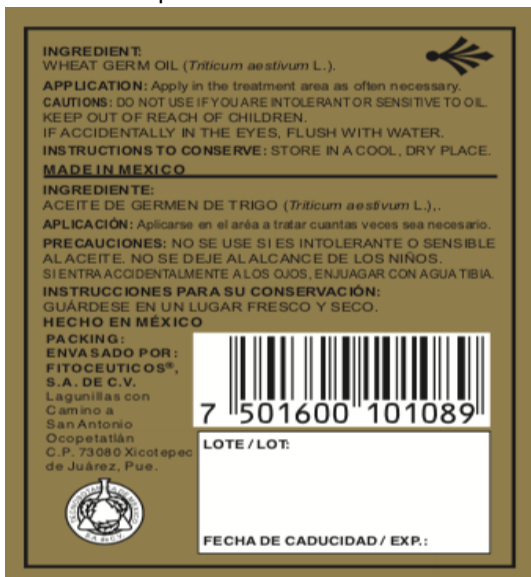 INGREDIENT:
WHEAT GERM OIL (Triticum aestivum L.).
APPLICATION: Apply in the treatment area as often necessary.
CAUTIONS: DO NOT USE IF YOU ARE INTOLERANT OR SENSITIVE TO OIL.
KEEP OUT OF REACH OF CHILDREN.
IF ACCIDENTALLY IN THE EYES, FLUSH WITH WATER.
INSTRUCTIONS TO CONSERVE: STORE IN A COOL, DRY PLACE.
MADE IN MEXICO
INGREDIENTE:
ACEITE DE GERMEN DE TRIGO (Triticum aestivum L.),.
APLICACIÓN: Aplicarse en el aréa a tratar cuantas veces sea necesario.
PRECAUCIONES: NO SE USE SI ES INTOLERANTE O SENSIBLE
AL ACEITE. NO SE DEJE AL ALCANCE DE LOS NIÑOS.
SI ENTRA ACCIDENTALMENTE A LOS OJOS, ENJUAGAR CON AGUA TIBIA.
INSTRUCCIONES PARA SU CONSERVACIÓN:
GUÁRDESE EN UN LUGAR FRESCO Y SECO.
HECHO EN MÉXICO
PACKING:
ENVASADO POR:
FITOCEUTICOS®,
S.A. DE C.V.
Lagunillas con
Camino a
San Antonio
Ocopetatlán
C.P. 73080 Xicotepec
de Juárez, Pue.
7 501600 101089
LOTE / LOT:
FECHA DE CADUCIDAD / EXP.:
TECNOBOTANICA DE MEXICO
S.A. de C.V.